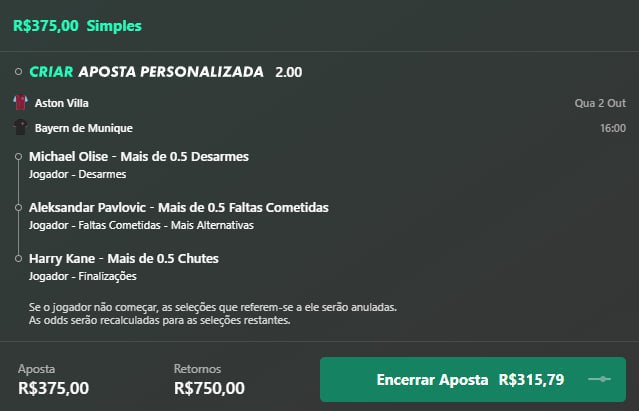 R$375,00 Simples
CRIAR APOSTA PERSONALIZADA 2.00
Aston Villa Qua 2 Out
Bayern de Munique 16:00
Michael Olise - Mais de 0.5 Desarmes
Jogador - Desarmes
Aleksandar Pavlovic - Mais de 0.5 Faltas Cometidas
Jogador - Faltas Cometidas - Mais Alternativas
Harry Kane - Mais de 0.5 Chutes
Jogador - Finalizações
Se o jogador não começar, as seleções que referem-se a ele serão anuladas.
As odds serão recalculadas para as seleções restantes.
Aposta Retornos
R$375,00 R$750,00 Encerrar Aposta R$315,79